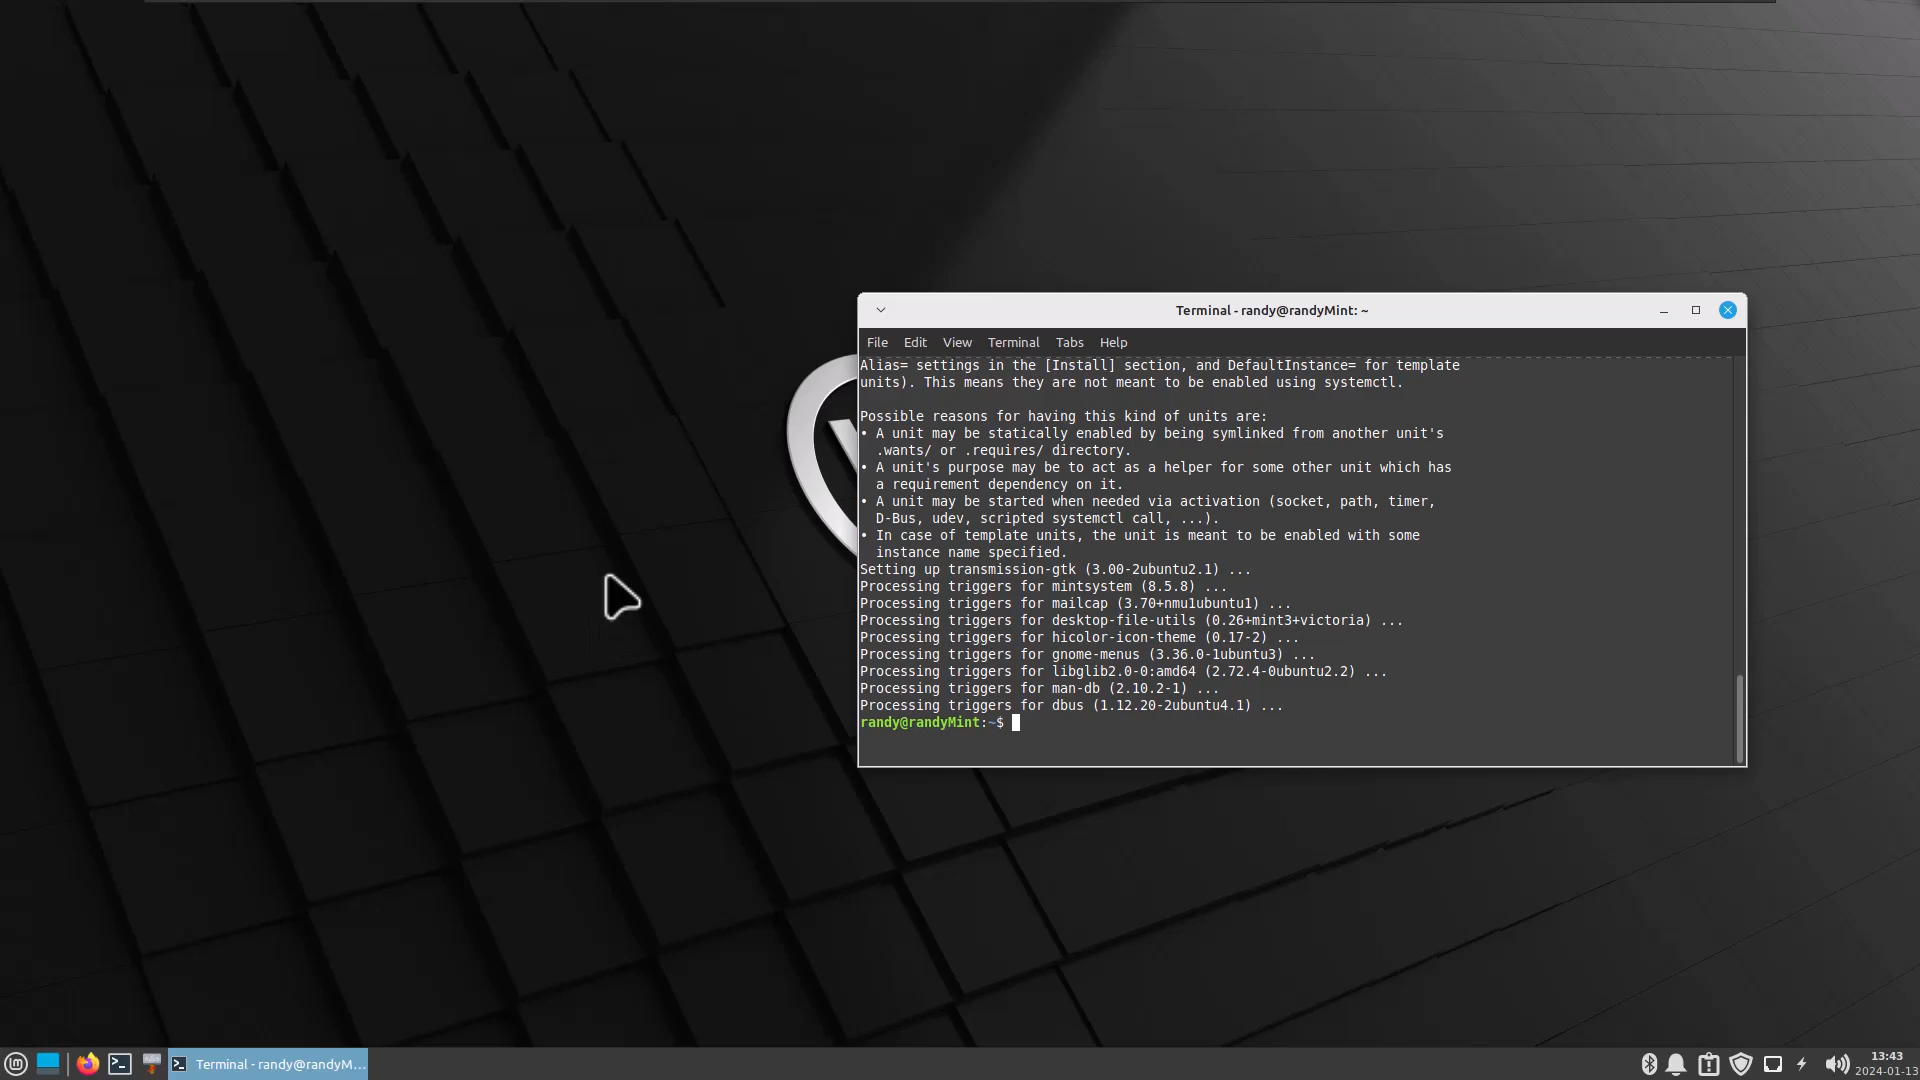 Terminal - randy@randyMint: ~
File Edit View Terminal Tabs Help
Alias= settings in the [Install] section, and DefaultInstance= for template
units). This means they are not meant to be enabled using systemctl.
Possible reasons for having this kind of units are:
• A unit may be statically enabled by being symlinked from another unit's
.wants/ or .requires/ directory.
• A unit's purpose may be to act as a helper for some other unit which has
a requirement dependency on it.
• A unit may be started when needed via activation (socket, path, timer,
D-Bus, udev, scripted systemctl call, ...).
• In case of template units, the unit is meant to be enabled with some
instance name specified.
Setting up transmission-gtk (3.00-2ubuntu2.1) ...
Processing triggers for mintsystem (8.5.8) ...
Processing triggers for mailcap (3.70+nmu1ubuntu1) ...
Processing triggers for desktop-file-utils (0.26+mint3+victoria) ...
Processing triggers for hicolor-icon-theme (0.17-2) ...
Processing triggers for gnome-menus (3.36.0-1ubuntu3) ...
Processing triggers for libglib2.0-0:amd64 (2.72.4-0ubuntu2.2) ...
Processing triggers for man-db (2.10.2-1) ...
Processing triggers for dbus (1.12.20-2ubuntu4.1) ...
randy@randyMint:~$
Terminal - randy@randyM...
13:43
2024-01-13